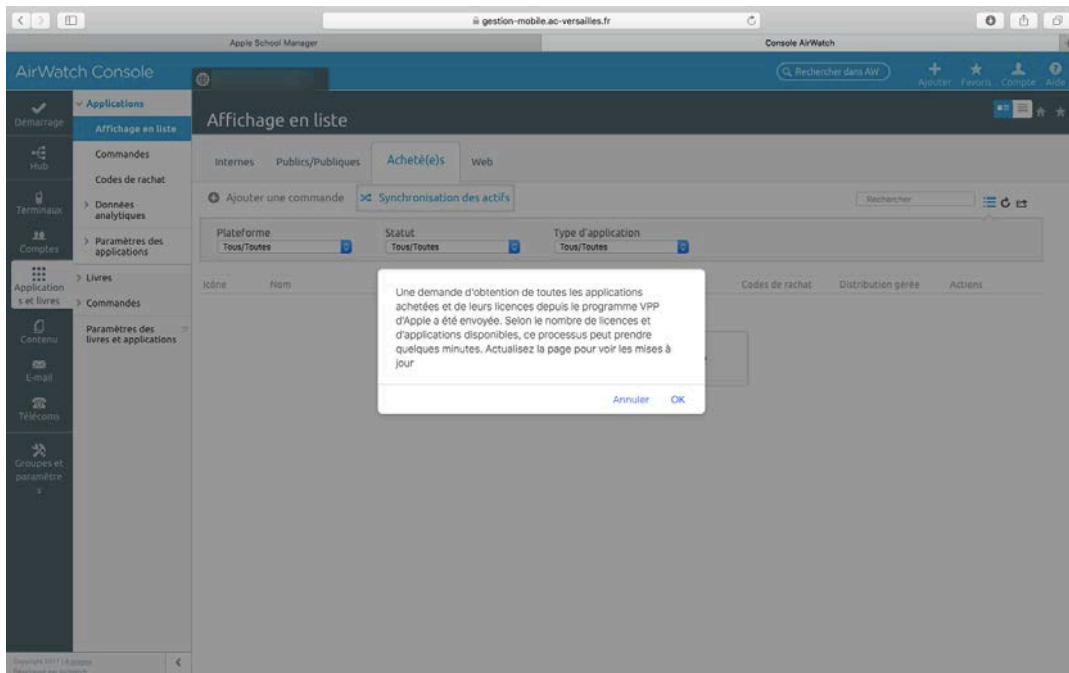 gestion-mobile.ac-versailles.fr
Apple School Manager
Console AirWatch
AirWatch Console
Rechercher dans AW
Ajouter
Favoris
Compte
Aide
Démarrage
Hub
Terminaux
Comptes
Application
s et livres
Contenu
E-mail
Télécoms
Groupes et
paramètre
s
Applications
Affichage en liste
Commandes
Codes de rachat
Données
analytiques
Paramètres des
applications
Livres
Commandes
Paramètres des
livres et applications
Affichage en liste
Internes
Publics/Publiques
Acheté(e)s
Web
Ajouter une commande
Synchronisation des actifs
Rechercher
Plateforme
Statut
Type d'application
Tous/Toutes
Tous/Toutes
Tous/Toutes
Icône
Nom
Codes de rachat
Distribution gérée
Actions
Une demande d'obtention de toutes les applications
achetées et de leurs licences depuis le programme VPP
d'Apple a été envoyée. Selon le nombre de licences et
d'applications disponibles, ce processus peut prendre
quelques minutes. Actualisez la page pour voir les mises à
jour
Annuler
OK